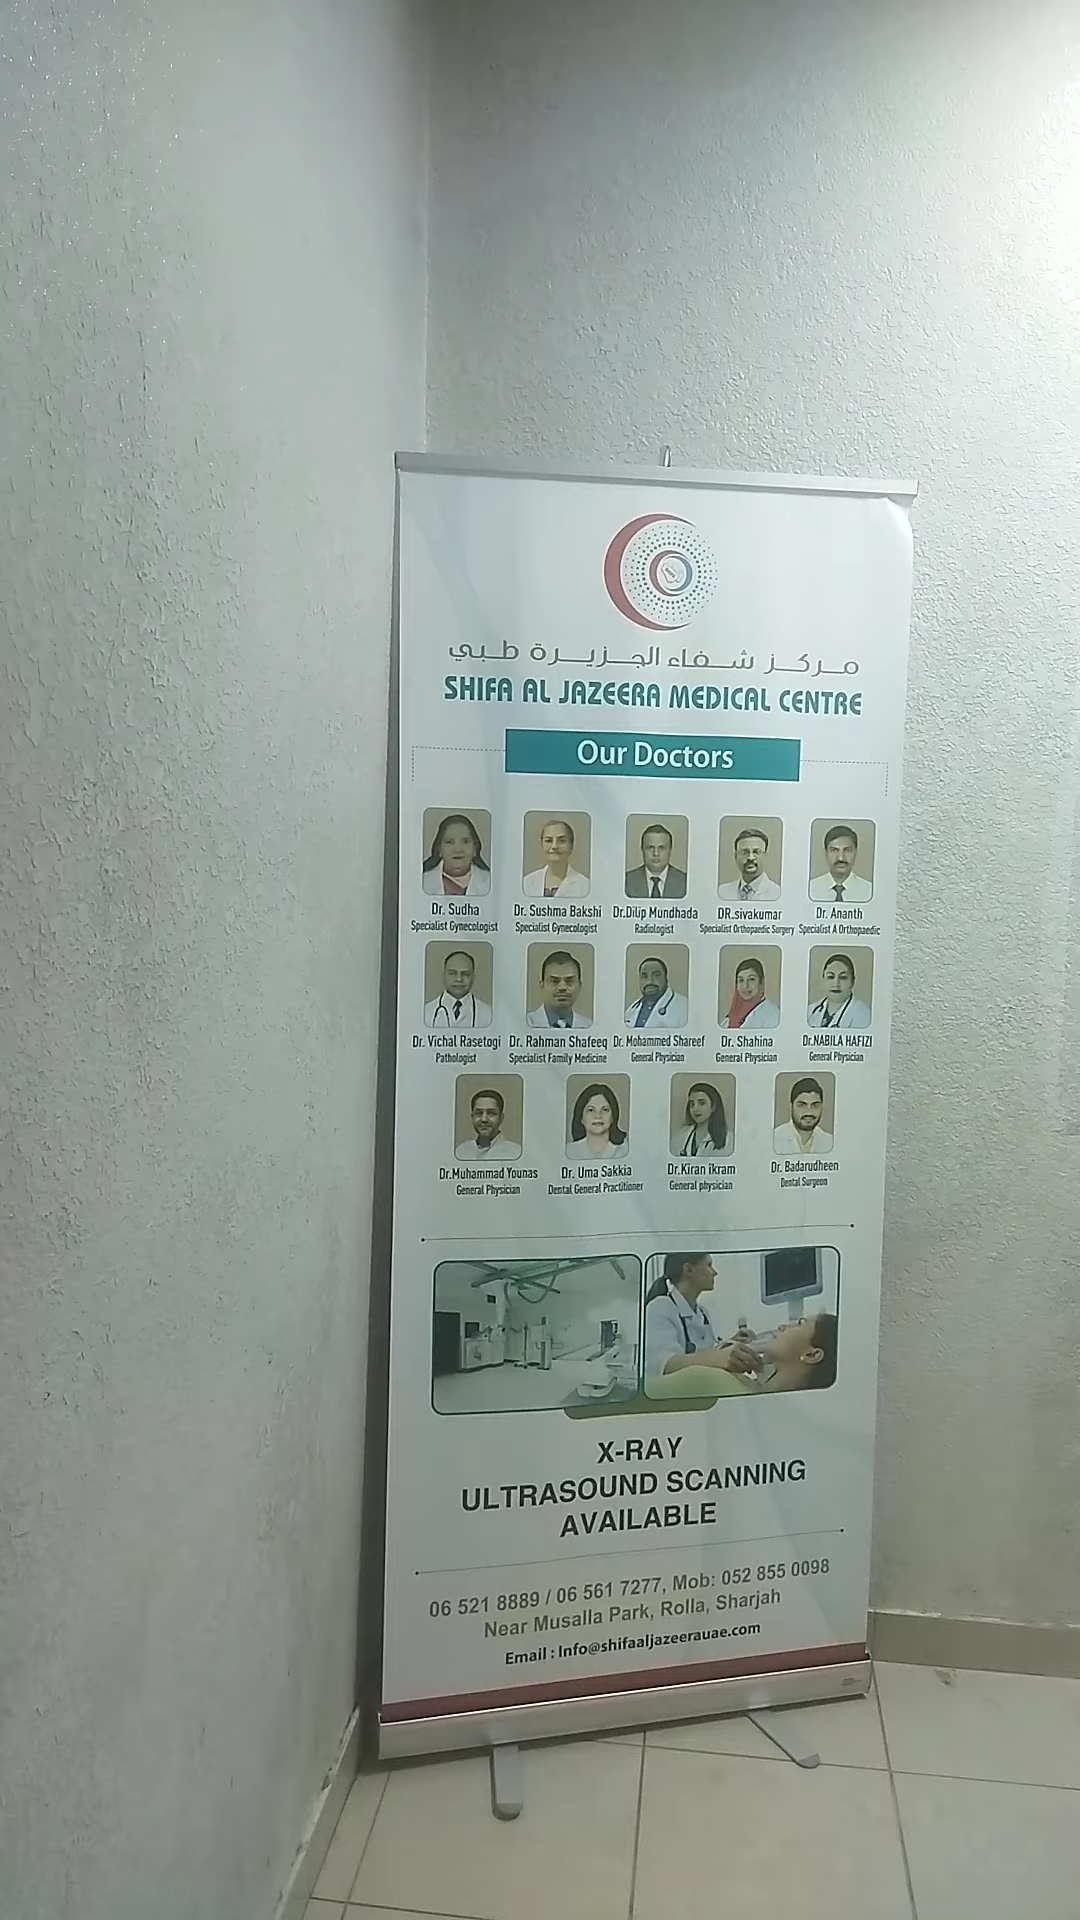 مركز شفاء الجزيرة طبي
SHIFA AL JAZEERA MEDICAL CENTRE
Our Doctors
Dr. Sudha
Specialist Gynecologist
Dr. Sushma Bakshi
Specialist Gynecologist
Dr.Dilip Mundhada
Radiologist
DR.sivakumar
Specialist Orthopaedic Surgery
Dr. Ananth
Specialist A Orthopaedic
Dr. Vichal Rasetogi
Pathologist
Dr. Rahman Shafeeq
Specialist Family Medicine
Dr. Mohammed Shareef
General Physician
Dr. Shahina
General Physician
Dr.NABILA HAFIZI
General Physician
Dr.Muhammad Younas
General Physician
Dr. Uma Sakkia
Dental General Practitioner
Dr.Kiran ikram
General physician
Dr. Badarudheen
Dental Surgeon
X-RAY
ULTRASOUND SCANNING
AVAILABLE
06 521 8889 / 06 561 7277, Mob: 052 855 0098
Near Musalla Park, Rolla, Sharjah
Email : Info@shifaaljazeerauae.com